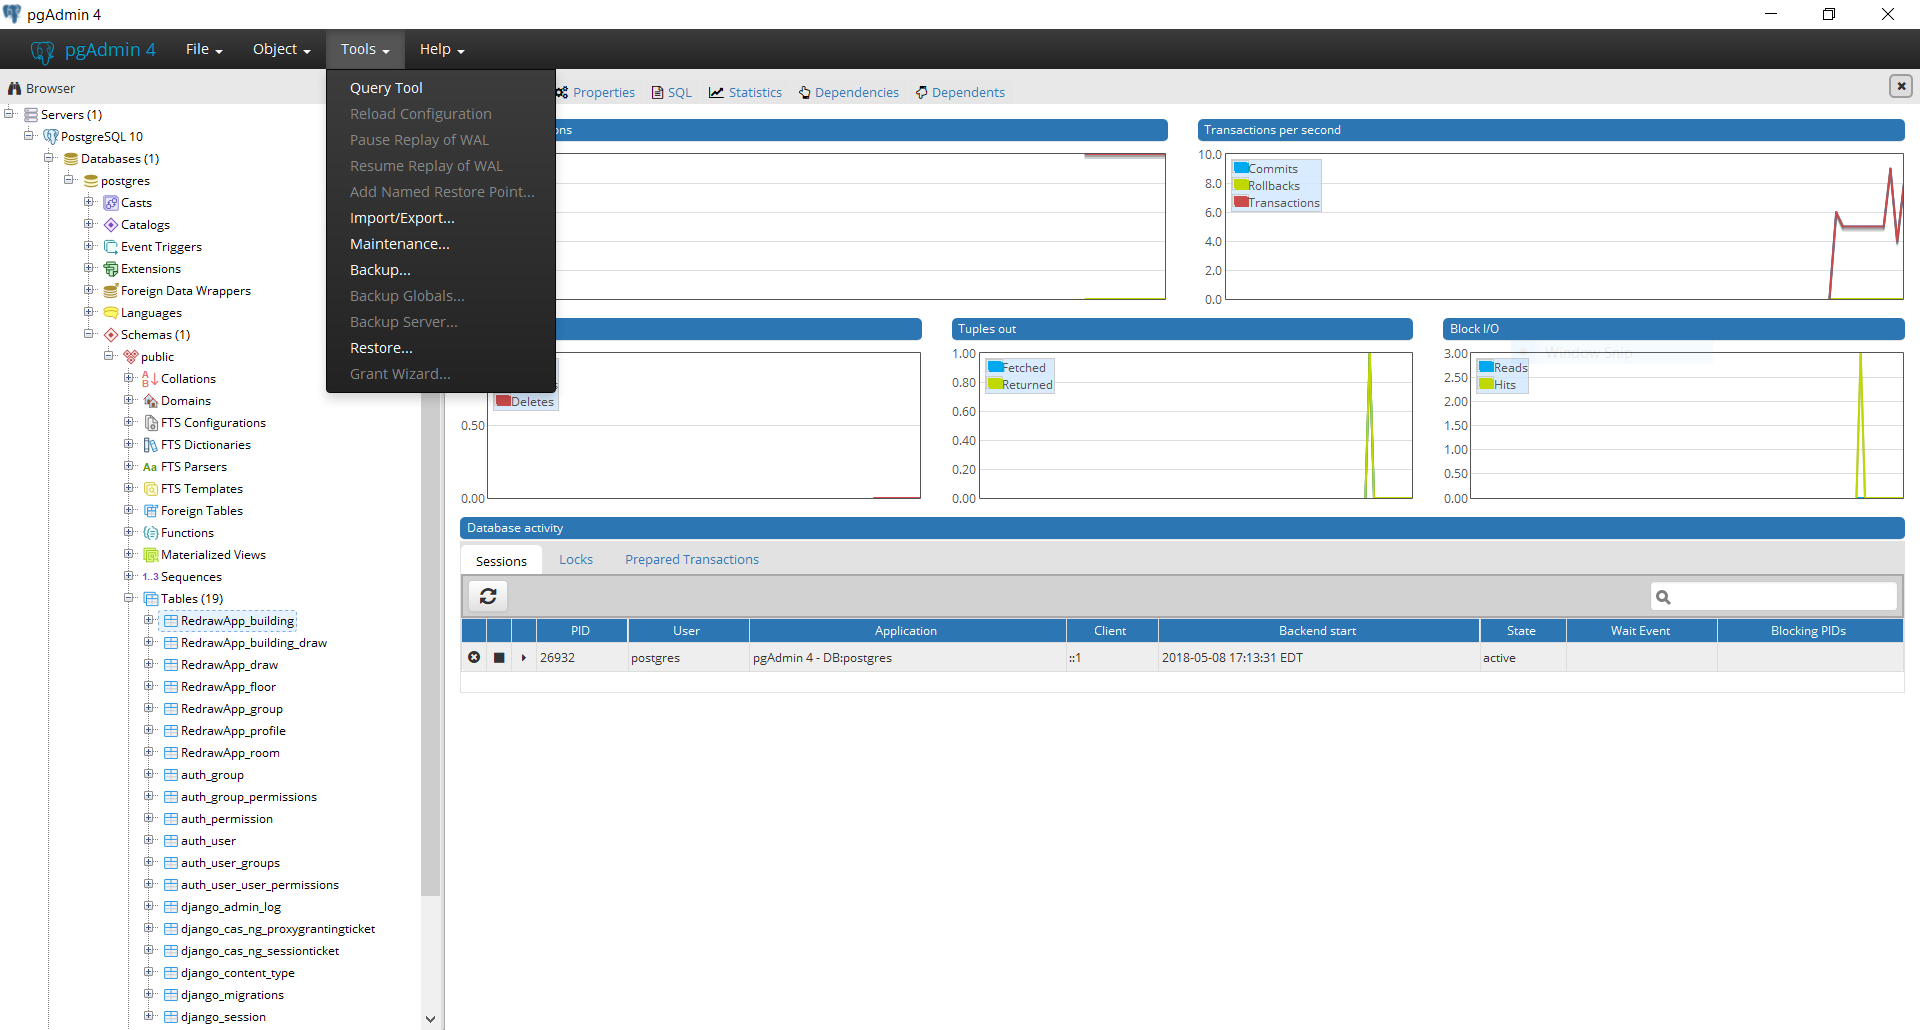 pgAdmin 4
pgAdmin 4 File Object Tools Help
Browser
Query Tool
Reload Configuration
Pause Replay of WAL
Resume Replay of WAL
Add Named Restore Point...
Import/Export...
Maintenance...
Backup...
Backup Globals...
Backup Server...
Restore...
Grant Wizard...
Properties SQL Statistics Dependencies Dependents
Servers (1)
PostgreSQL 10
Databases (1)
postgres
Casts
Catalogs
Event Triggers
Extensions
Foreign Data Wrappers
Languages
Schemas (1)
public
Collations
Domains
FTS Configurations
FTS Dictionaries
Aa FTS Parsers
FTS Templates
Foreign Tables
Functions
Materialized Views
1..3 Sequences
Tables (19)
RedrawApp_building
RedrawApp_building_draw
RedrawApp_draw
RedrawApp_floor
RedrawApp_group
RedrawApp_profile
RedrawApp_room
auth_group
auth_group_permissions
auth_permission
auth_user
auth_user_groups
auth_user_user_permissions
django_admin_log
django_cas_ng_proxygrantingticket
django_cas_ng_sessionticket
django_content_type
django_migrations
django_session
ons
Transactions per second
10.0
8.0
6.0
4.0
2.0
0.0
Commits
Rollbacks
Transactions
Deletes
0.50
0.00
Tuples out
1.00
0.80
0.60
0.40
0.20
0.00
Fetched
Returned
Block I/O
Window Snip
3.00
2.50
2.00
1.50
1.00
0.50
0.00
Reads
Hits
Database activity
Sessions Locks Prepared Transactions
PID User Application Client Backend start State Wait Event Blocking PIDs
26932 postgres pgAdmin 4 - DB:postgres ::1 2018-05-08 17:13:31 EDT active